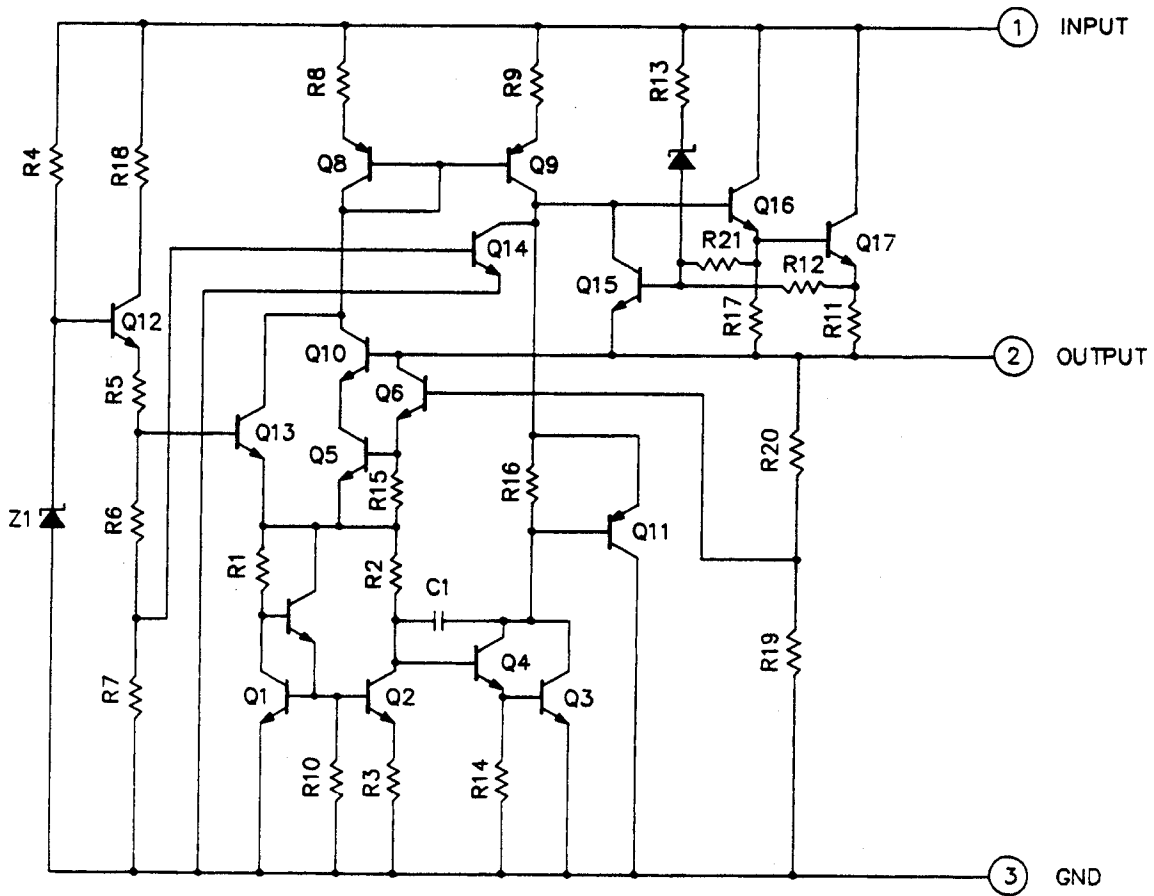 1 INPUT
R8
R9
R13
R4
R18
Q8
Q9
Q16
Q14
R21
Q17
R12
Q15
Q12
R17
R11
Q10
2 OUTPUT
R5
Q6
Q13
Q5
R20
R15
R16
Z1
R6
Q11
R1
R2
C1
R19
Q4
R7
Q1
Q2
Q3
R10
R3
R14
3 GND